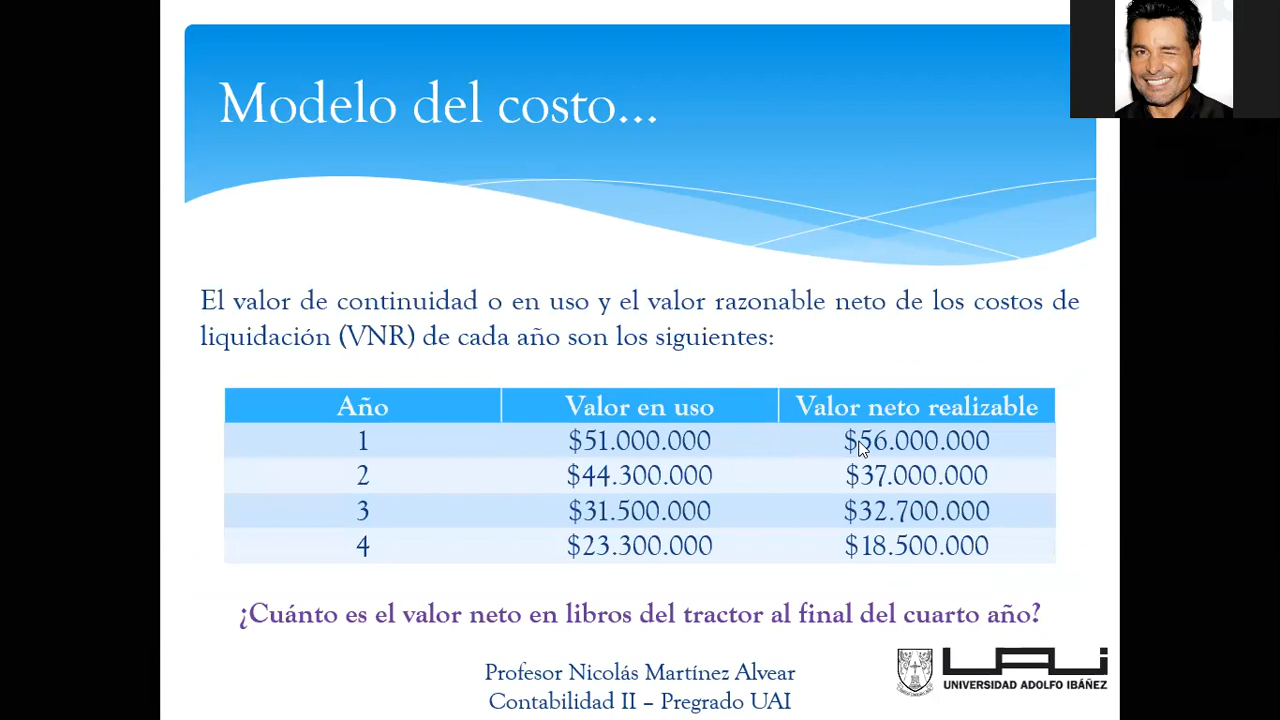 Modelo del costo...
El valor de continuidad o en uso y el valor razonable neto de los costos de
liquidación (VNR) de cada año son los siguientes:
Año Valor en uso Valor neto realizable
1 $51.000.000 $56.000.000
2 $44.300.000 $37.000.000
3 $31.500.000 $32.700.000
4 $23.300.000 $18.500.000
¿Cuánto es el valor neto en libros del tractor al final del cuarto año?
Profesor Nicolás Martínez Alvear
Contabilidad II – Pregrado UAI
UAI
UNIVERSIDAD ADOLFO IBÁÑEZ